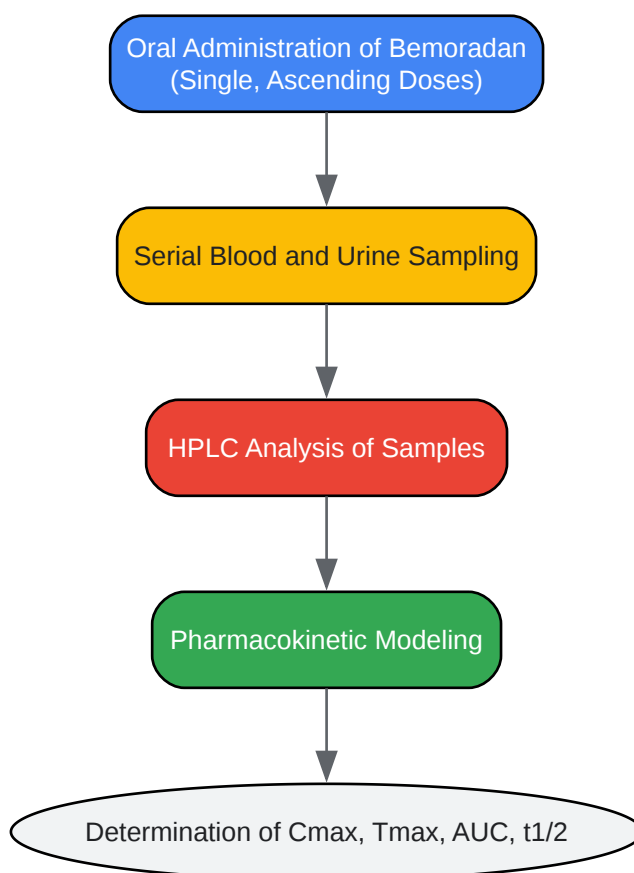 Oral Administration of Bemoradan
(Single, Ascending Doses)
Serial Blood and Urine Sampling
HPLC Analysis of Samples
Pharmacokinetic Modeling
Determination of Cmax, Tmax, AUC, t1/2